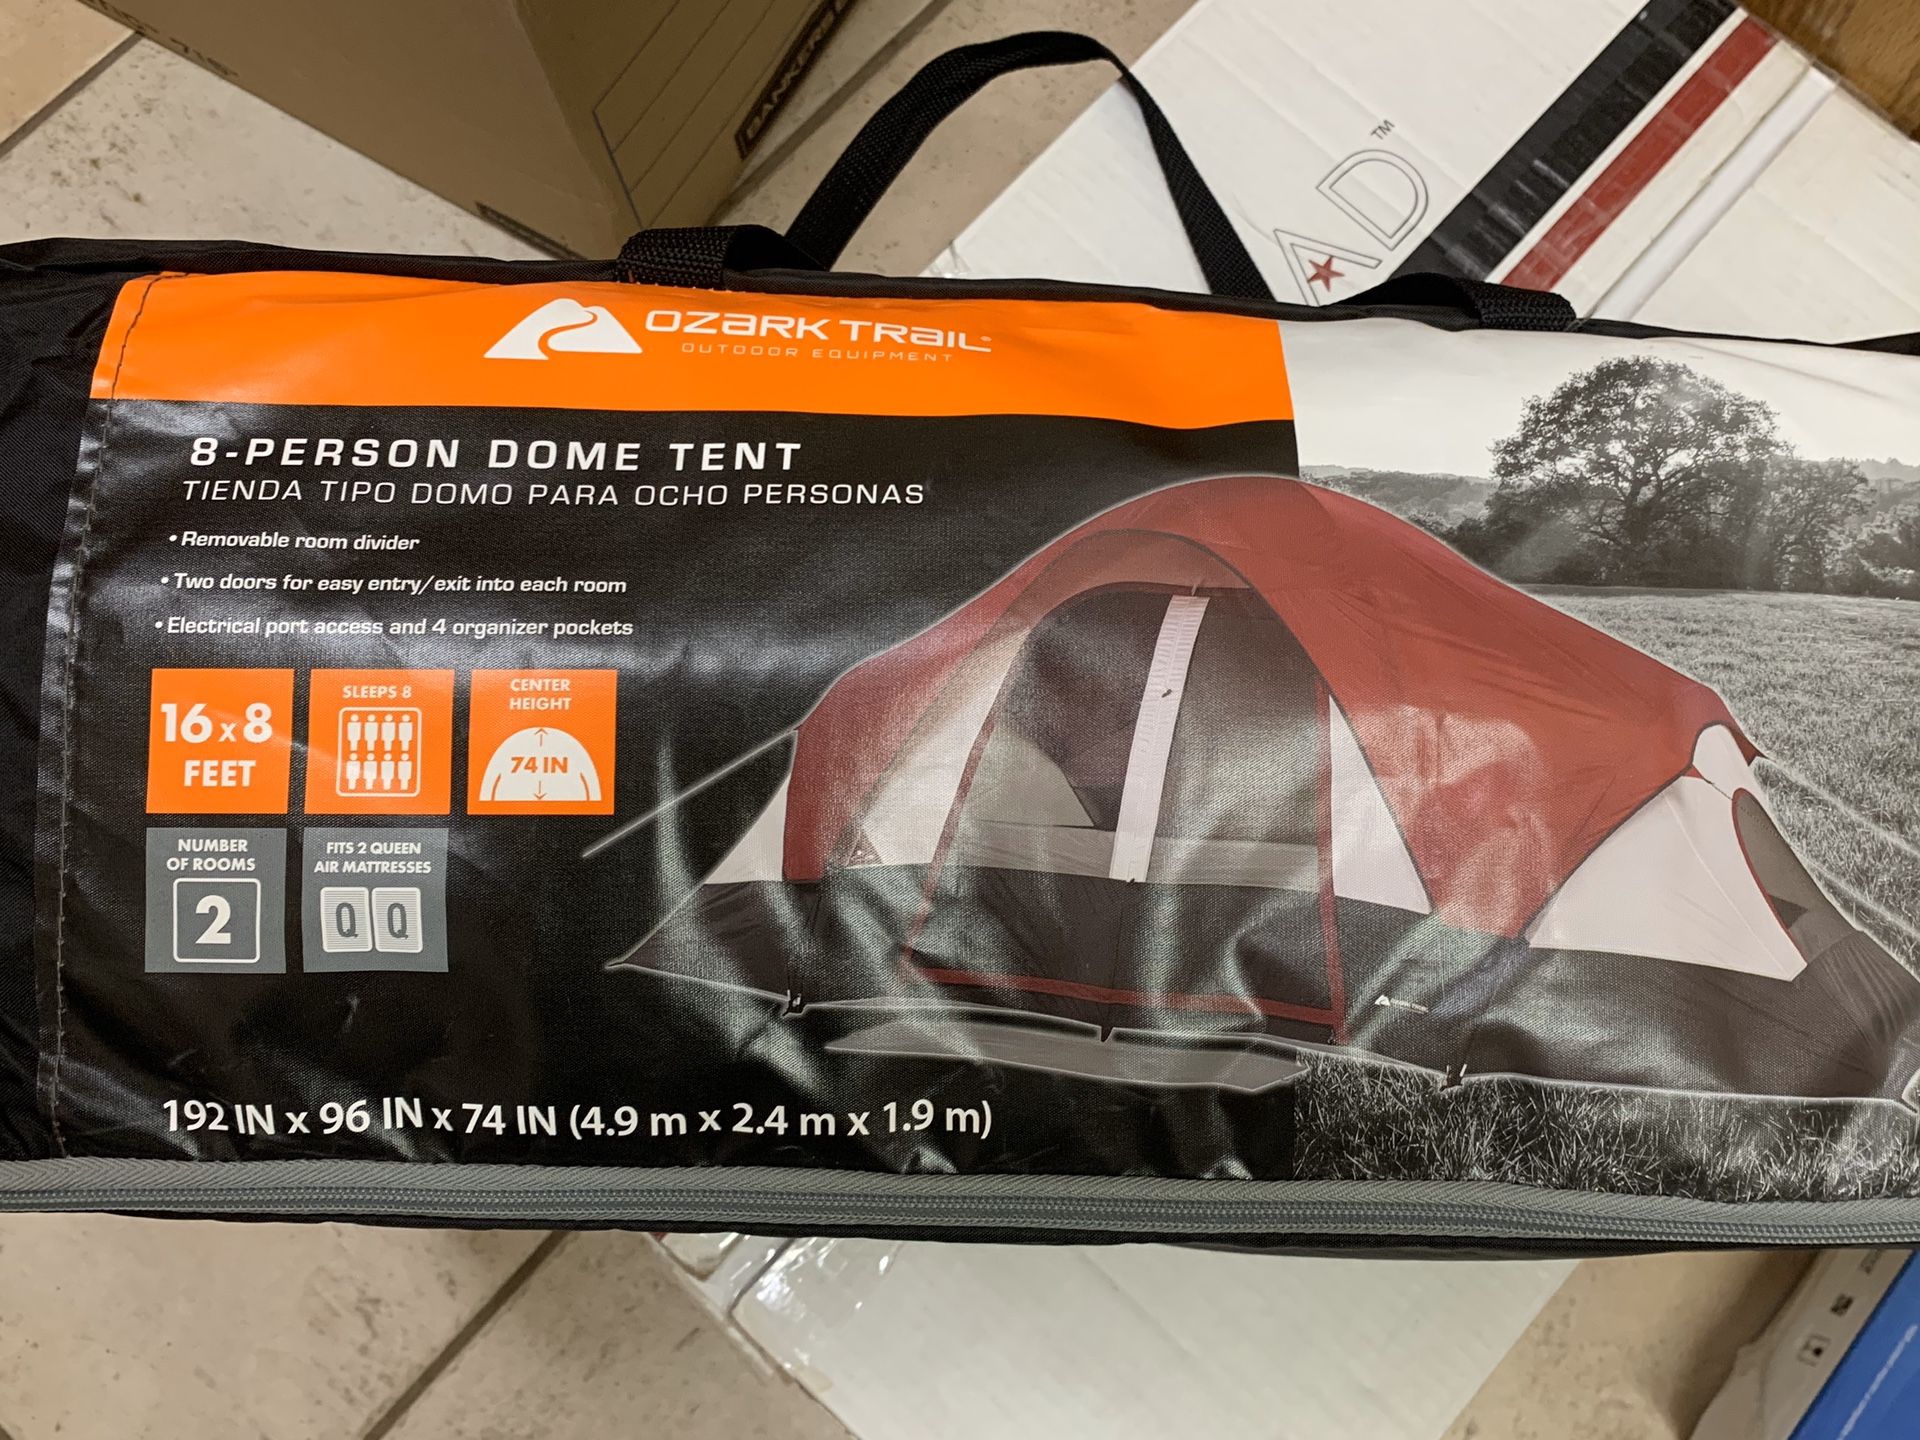 BANKERS
AD™
OZARK TRAIL®
OUTDOOR EQUIPMENT
8-PERSON DOME TENT
TIENDA TIPO DOMO PARA OCHO PERSONAS
• Removable room divider
• Two doors for easy entry/exit into each room
• Electrical port access and 4 organizer pockets
16 x 8
FEET
SLEEPS 8
CENTER
HEIGHT
74 IN
NUMBER
OF ROOMS
2
FITS 2 QUEEN
AIR MATTRESSES
Q Q
192 IN x 96 IN x 74 IN (4.9 m x 2.4 m x 1.9 m)